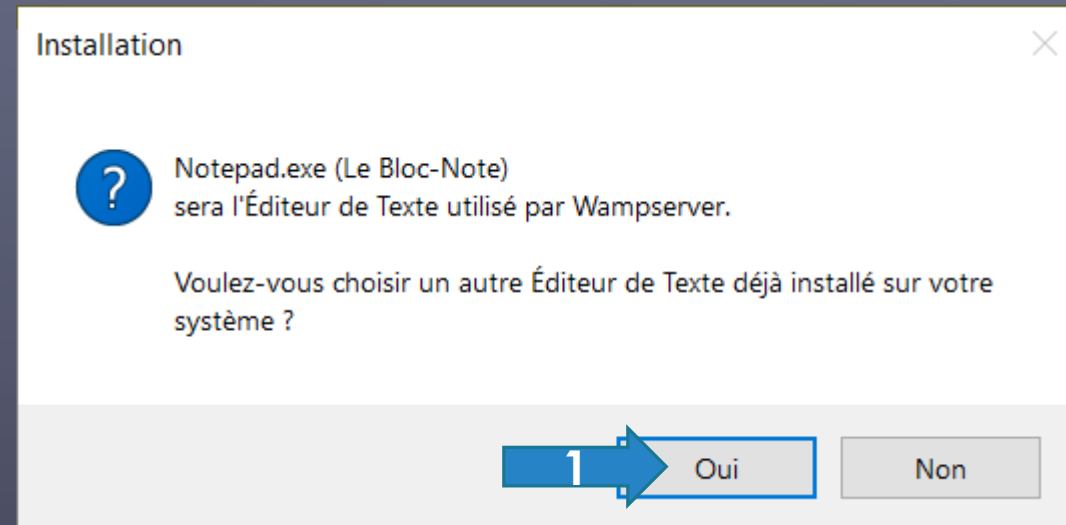 Installation
Notepad.exe (Le Bloc-Note)
sera l'Éditeur de Texte utilisé par Wampserver.
Voulez-vous choisir un autre Éditeur de Texte déjà installé sur votre
système ?
1
Oui
Non